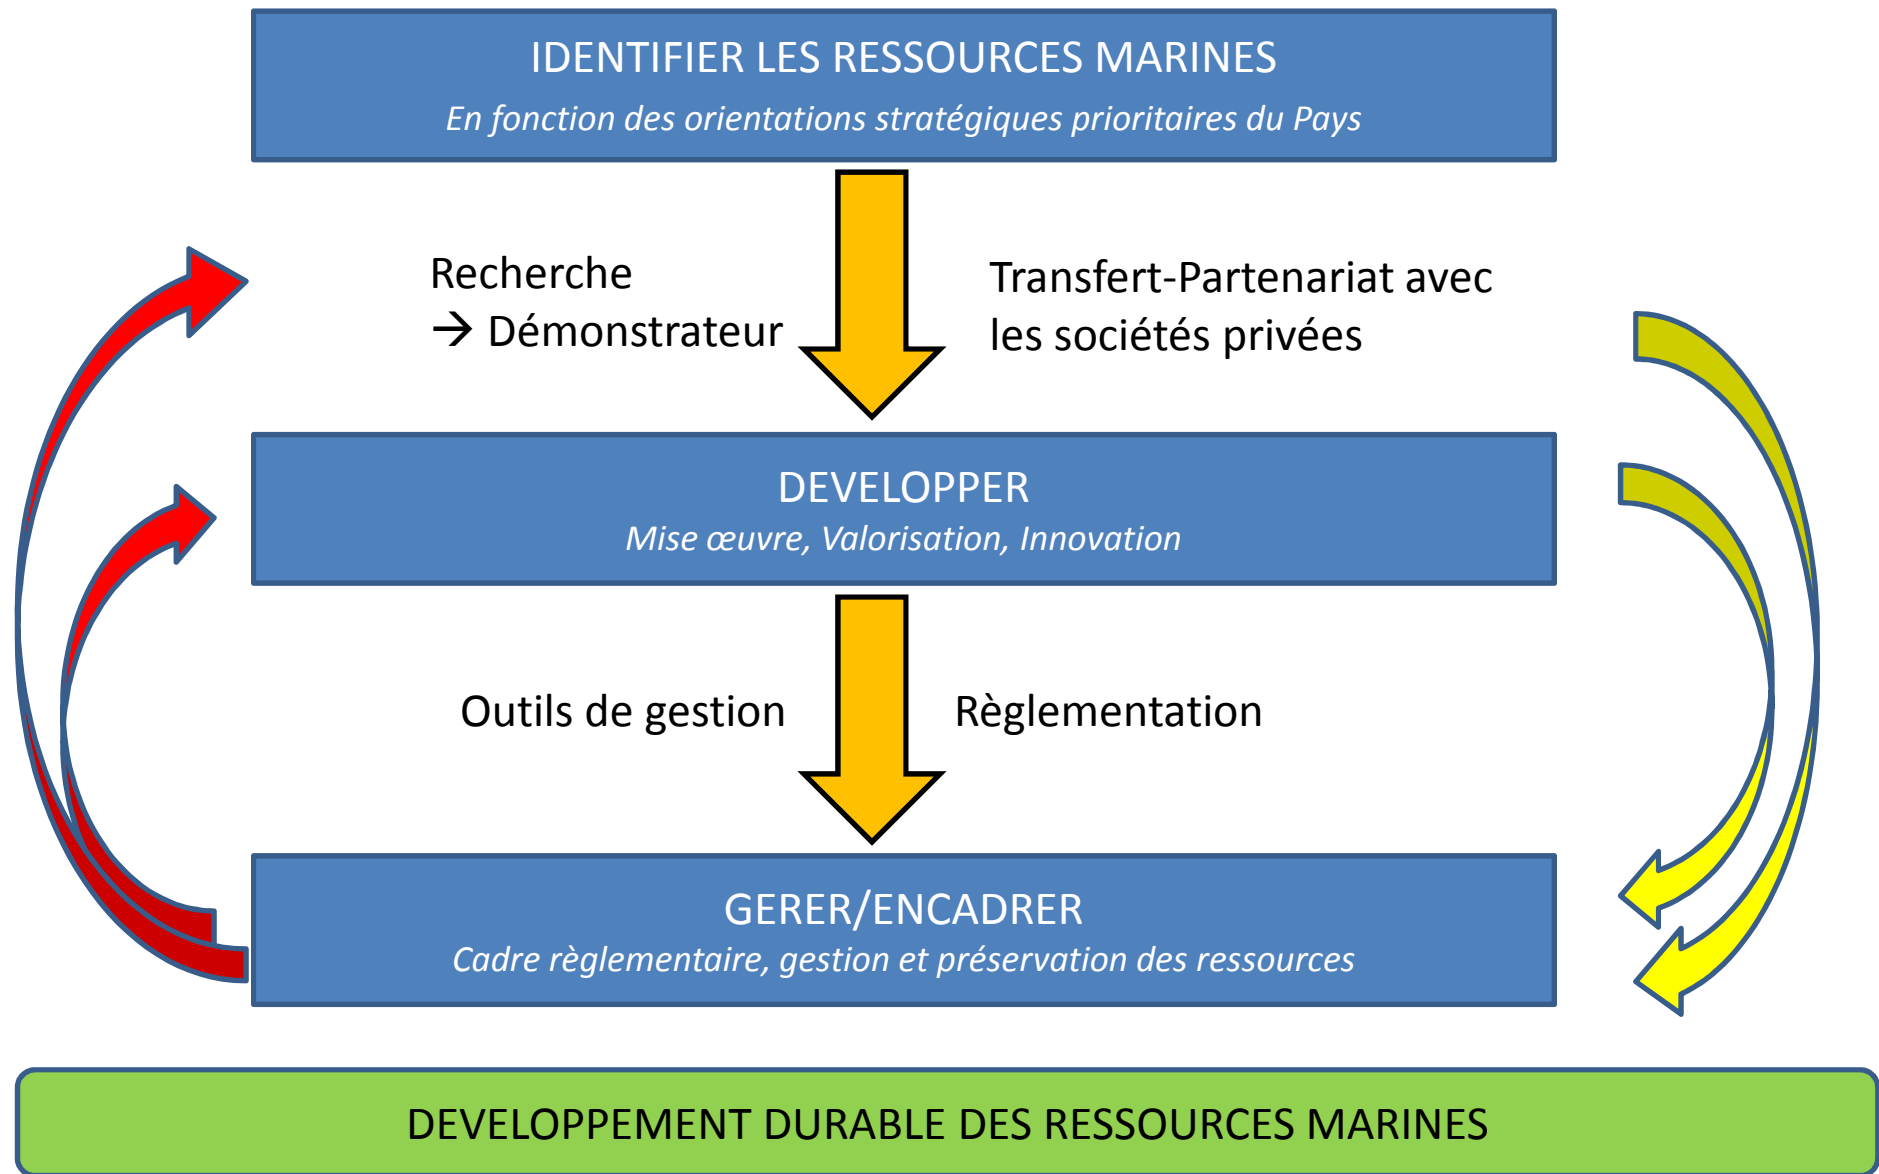 IDENTIFIER LES RESSOURCES MARINES
En fonction des orientations stratégiques prioritaires du Pays
Recherche
→ Démonstrateur
Transfert-Partenariat avec
les sociétés privées
DEVELOPPER
Mise œuvre, Valorisation, Innovation
Outils de gestion
Règlementation
GERER/ENCADRER
Cadre règlementaire, gestion et préservation des ressources
DEVELOPPEMENT DURABLE DES RESSOURCES MARINES